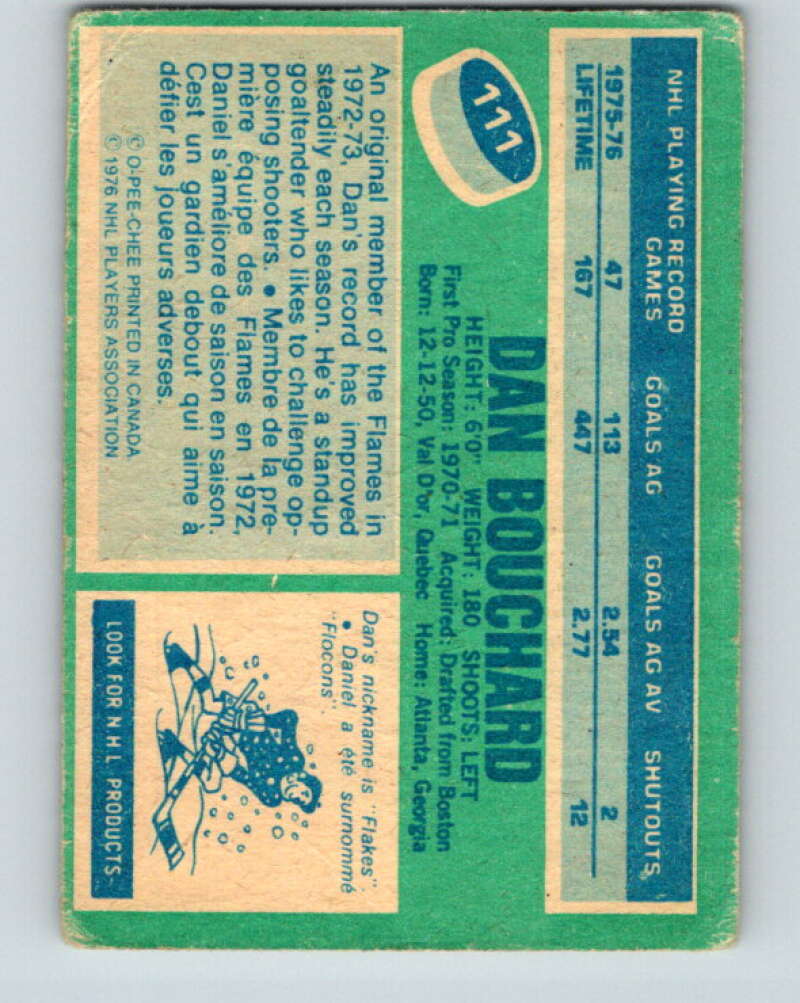 NHL PLAYING RECORD
GAMES GOALS AG GOALS AG AV SHUTOUTS
1975-76 47 113 2.54 2
LIFETIME 167 447 2.77 12
111
DAN BOUCHARD
HEIGHT: 6'0" WEIGHT: 180 SHOOTS: LEFT
First Pro Season: 1970-71 Acquired: Drafted from Boston
Born: 12-12-50, Val D'or, Quebec Home: Atlanta, Georgia
An original member of the Flames in
1972-73, Dan's record has improved
steadily each season. He's a standup
goaltender who likes to challenge op-
posing shooters. • Membre de la pre-
mière équipe des Flames en 1972,
Daniel s'améliore de saison en saison.
Cest un gardien debout qui aime à
défier les joueurs adverses.
© O-PEE-CHEE PRINTED IN CANADA
© 1976 NHL PLAYERS ASSOCIATION
Dan's nickname is "Flakes".
• Daniel a été surnommé
"Flocons".
LOOK FOR N.H.L PRODUCTS